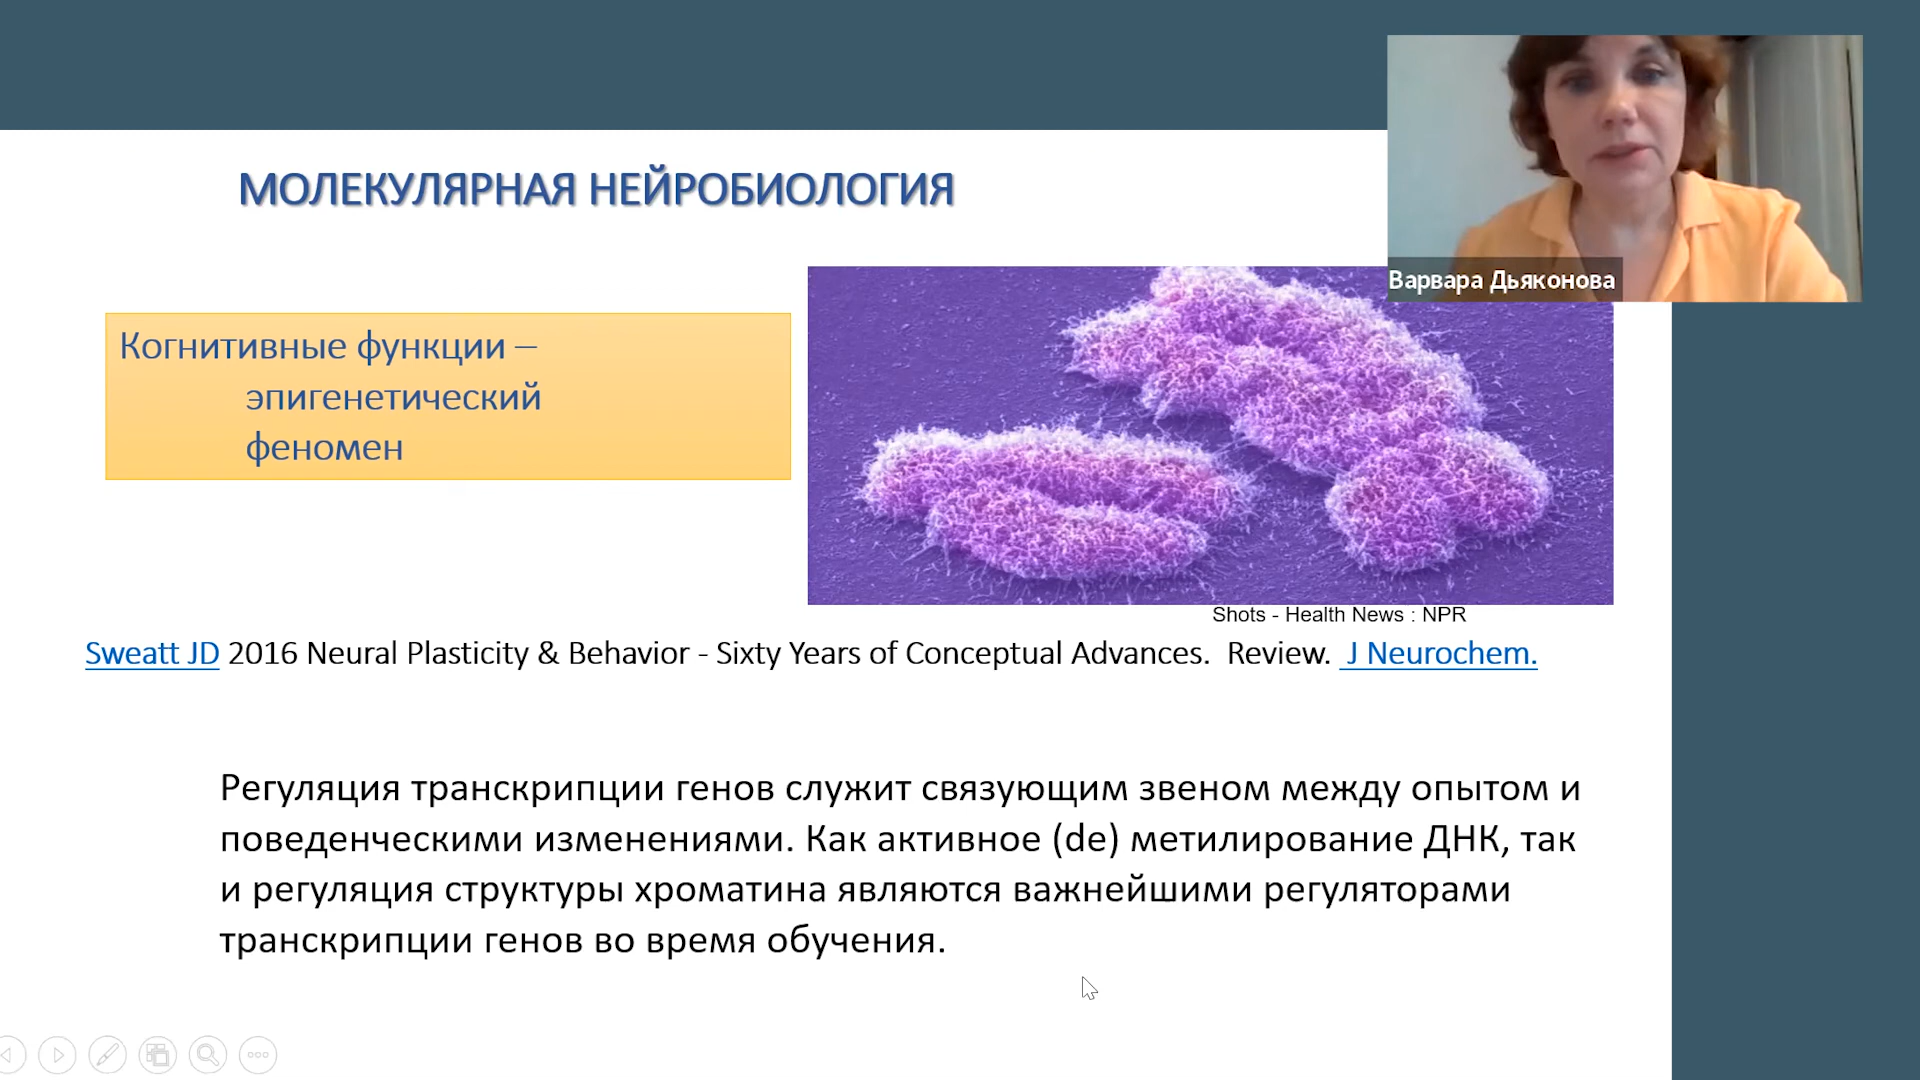 МОЛЕКУЛЯРНАЯ НЕЙРОБИОЛОГИЯ
Варвара Дьяконова
Когнитивные функции –
эпигенетический
феномен
Shots - Health News : NPR
Sweatt JD 2016 Neural Plasticity & Behavior - Sixty Years of Conceptual Advances. Review. J Neurochem.
Регуляция транскрипции генов служит связующим звеном между опытом и
поведенческими изменениями. Как активное (de) метилирование ДНК, так
и регуляция структуры хроматина являются важнейшими регуляторами
транскрипции генов во время обучения.